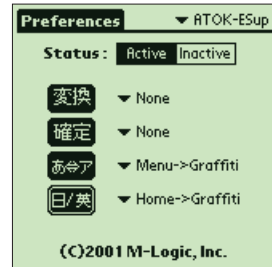 Preferences ▼ ATOK-ESup
Status: Active Inactive
変換 ▼ None
確定 ▼ None
あ⇔ア ▼ Menu->Graffiti
日/英 ▼ Home->Graffiti
(C)2001 M-Logic, Inc.